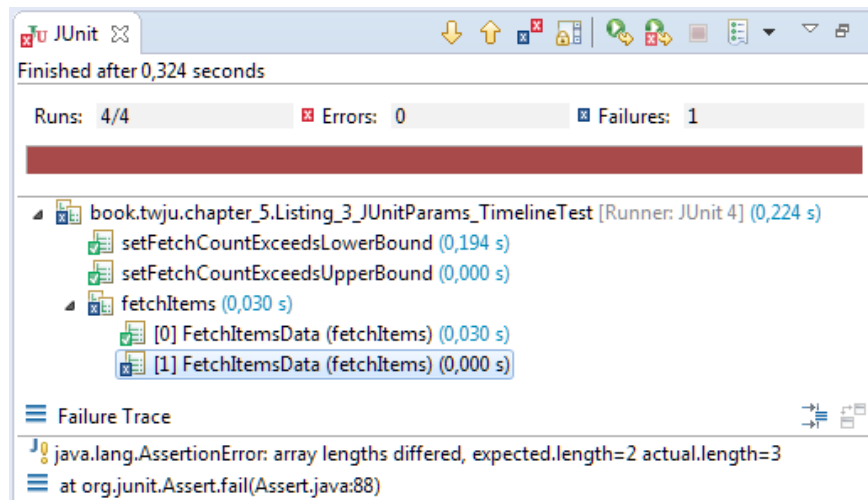 JUnit
Finished after 0,324 seconds
Runs: 4/4 Errors: 0 Failures: 1
book.twju.chapter_5.Listing_3_JUnitParams_TimelineTest [Runner: JUnit 4] (0,224 s)
setFetchCountExceedsLowerBound (0,194 s)
setFetchCountExceedsUpperBound (0,000 s)
fetchItems (0,030 s)
[0] FetchItemsData (fetchItems) (0,030 s)
[1] FetchItemsData (fetchItems) (0,000 s)
Failure Trace
java.lang.AssertionError: array lengths differed, expected.length=2 actual.length=3
at org.junit.Assert.fail(Assert.java:88)